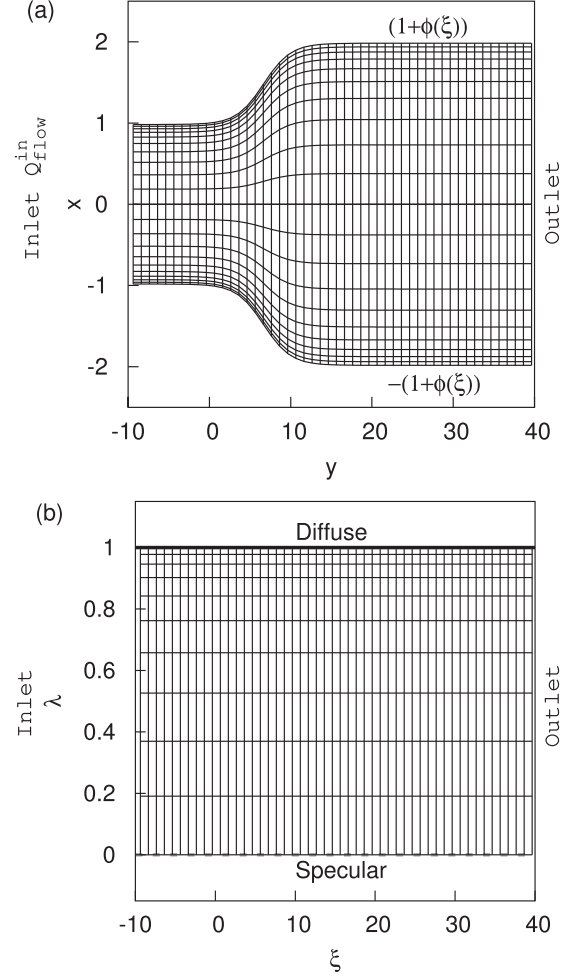 (a)
(1+ϕ(ξ))
2
1
0
-1
-2
x
Inlet Q^in_flow
Outlet
−(1+ϕ(ξ))
-10 0 10 20 30 40
y
(b)
Diffuse
1
0.8
0.6
0.4
0.2
0
λ
Inlet
Outlet
Specular
-10 0 10 20 30 40
ξ